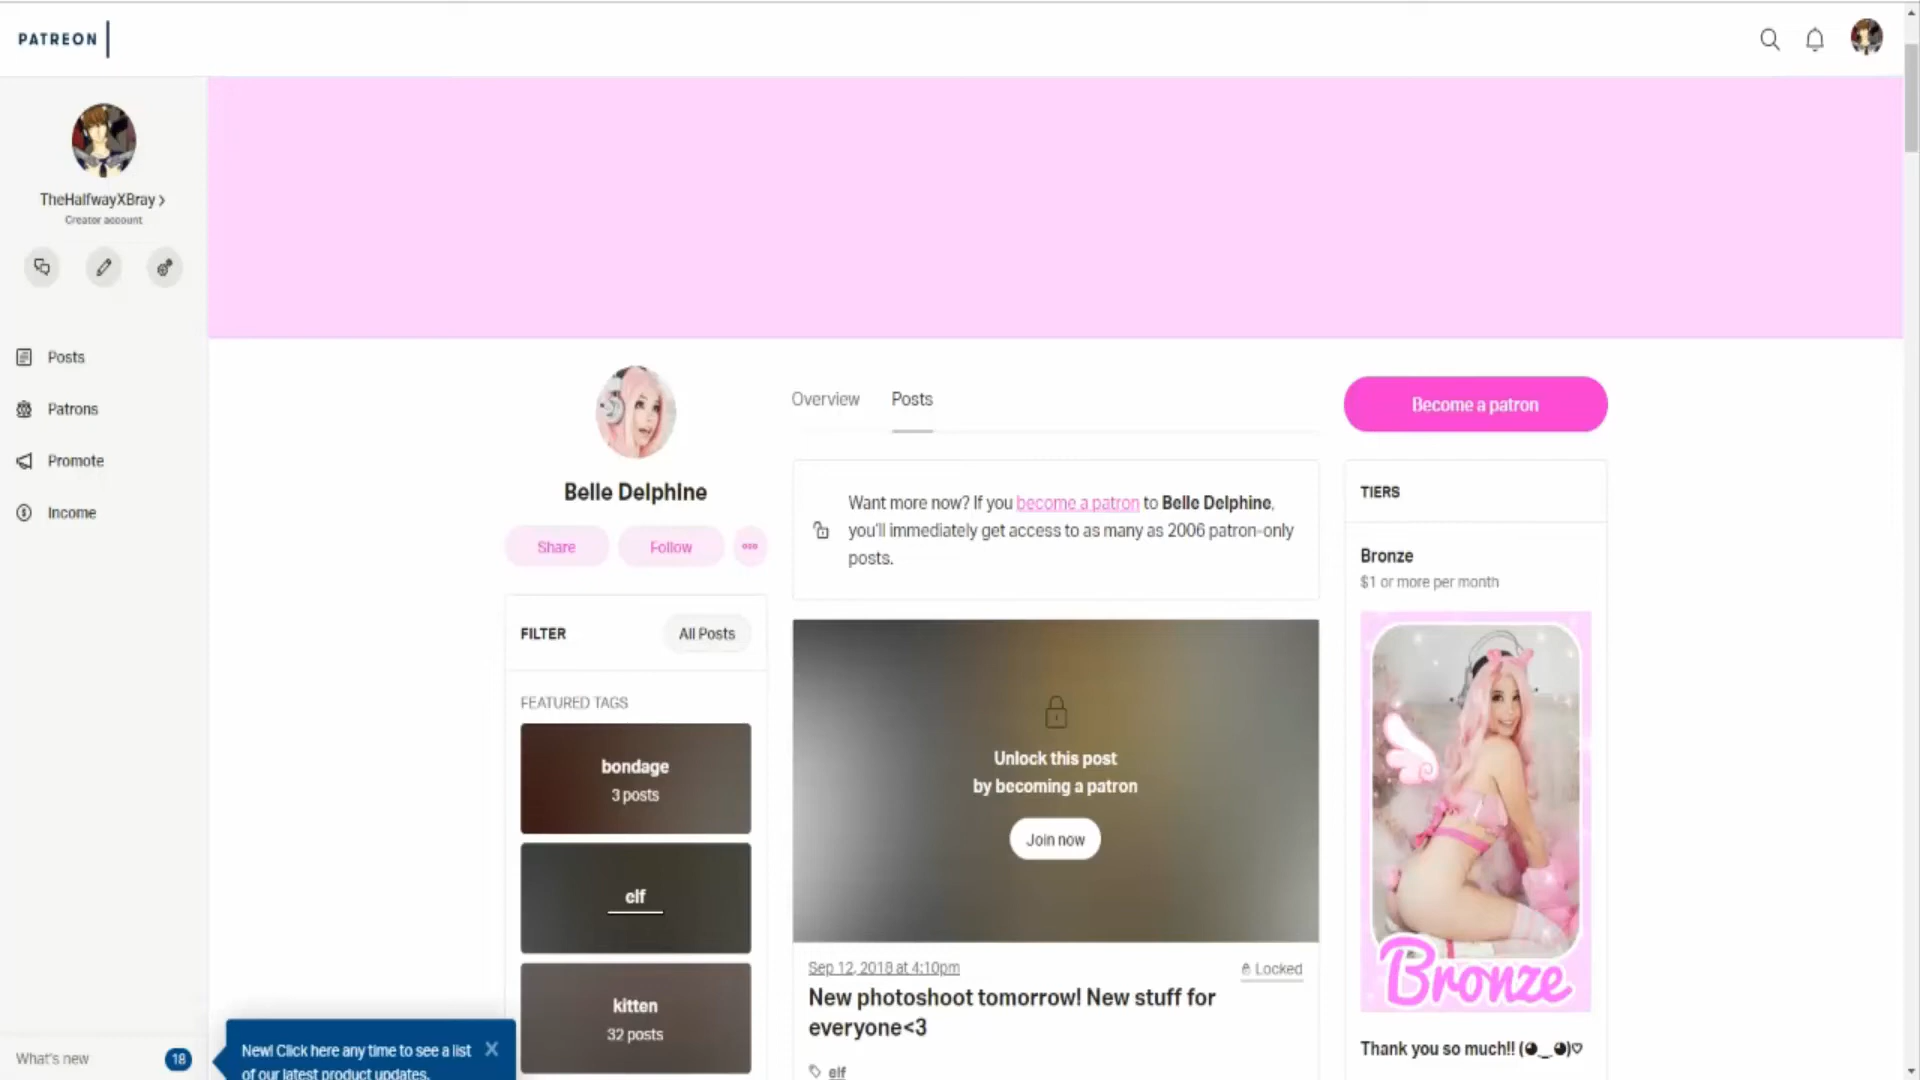 PATREON
TheHalfwayXBray
Creator account
Posts
Patrons
Promote
Income
What's new
18
New! Click here any time to see a list
of our latest product updates.
Belle Delphine
Share
Follow
FILTER
All Posts
FEATURED TAGS
bondage
3 posts
elf
kitten
32 posts
Overview
Posts
Want more now? If you become a patron to Belle Delphine,
you'll immediately get access to as many as 2006 patron-only
posts.
Unlock this post
by becoming a patron
Join now
Sep 12, 2018 at 4:10pm
Locked
New photoshoot tomorrow! New stuff for
everyone<3
elf
Become a patron
TIERS
Bronze
$1 or more per month
Bronze
Thank you so much!! (◕‿◕)♡